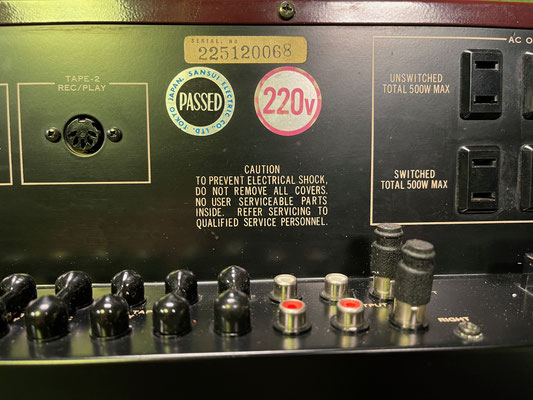 SERIAL NO.
225120068
AC O
TAPE-2
REC/PLAY
TOKYO JAPAN. SANSUI ELECTRIC CO., LTD.
PASSED
220V
UNSWITCHED
TOTAL 500W MAX
CAUTION
TO PREVENT ELECTRICAL SHOCK,
DO NOT REMOVE ALL COVERS.
NO USER SERVICEABLE PARTS
INSIDE. REFER SERVICING TO
QUALIFIED SERVICE PERSONNEL.
SWITCHED
TOTAL 500W MAX
RIGHT